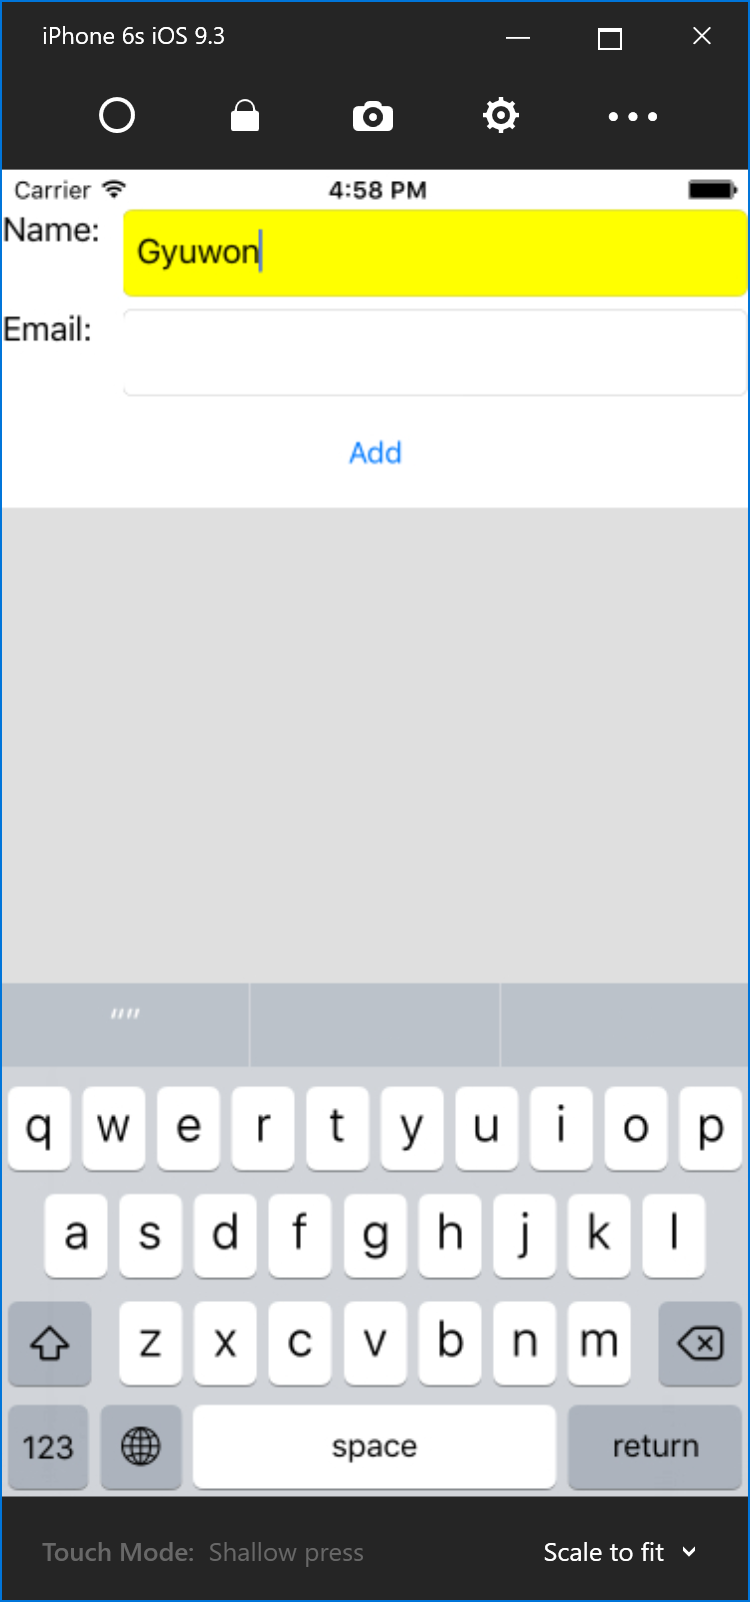 iPhone 6s iOS 9.3
Carrier 4:58 PM
Name: Gyuwon
Email:
Add
“”
q w e r t y u i o p
a s d f g h j k l
z x c v b n m
123 space return
Touch Mode: Shallow press Scale to fit